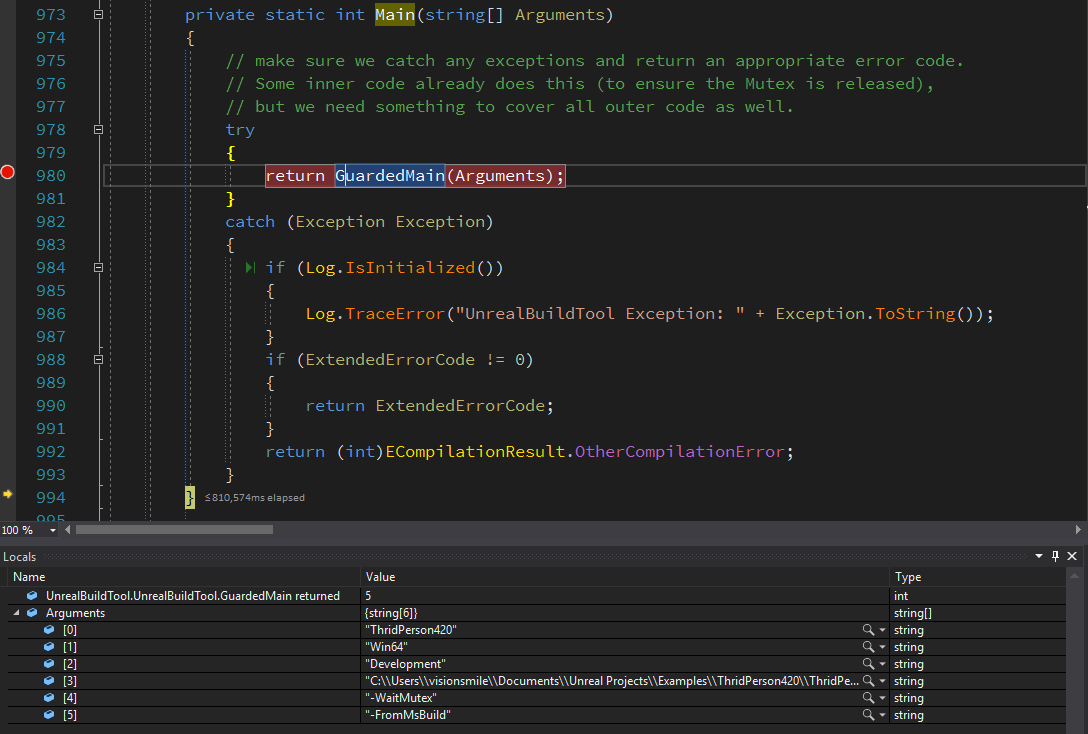 973 private static int Main(string[] Arguments)
974 {
975 // make sure we catch any exceptions and return an appropriate error code.
976 // Some inner code already does this (to ensure the Mutex is released),
977 // but we need something to cover all outer code as well.
978 try
979 {
980 return GuardedMain(Arguments);
981 }
982 catch (Exception Exception)
983 {
984 if (Log.IsInitialized())
985 {
986 Log.TraceError("UnrealBuildTool Exception: " + Exception.ToString());
987 }
988 if (ExtendedErrorCode != 0)
989 {
990 return ExtendedErrorCode;
991 }
992 return (int)ECompilationResult.OtherCompilationError;
993 }
994 } ≤810,574ms elapsed
995
100 %
Locals
Name Value Type
UnrealBuildTool.UnrealBuildTool.GuardedMain returned 5 int
Arguments {string[6]} string[]
[0] "ThridPerson420" string
[1] "Win64" string
[2] "Development" string
[3] "C:\\Users\\visionsmile\\Documents\\Unreal Projects\\Examples\\ThridPerson420\\ThridPe... string
[4] "-WaitMutex" string
[5] "-FromMsBuild" string